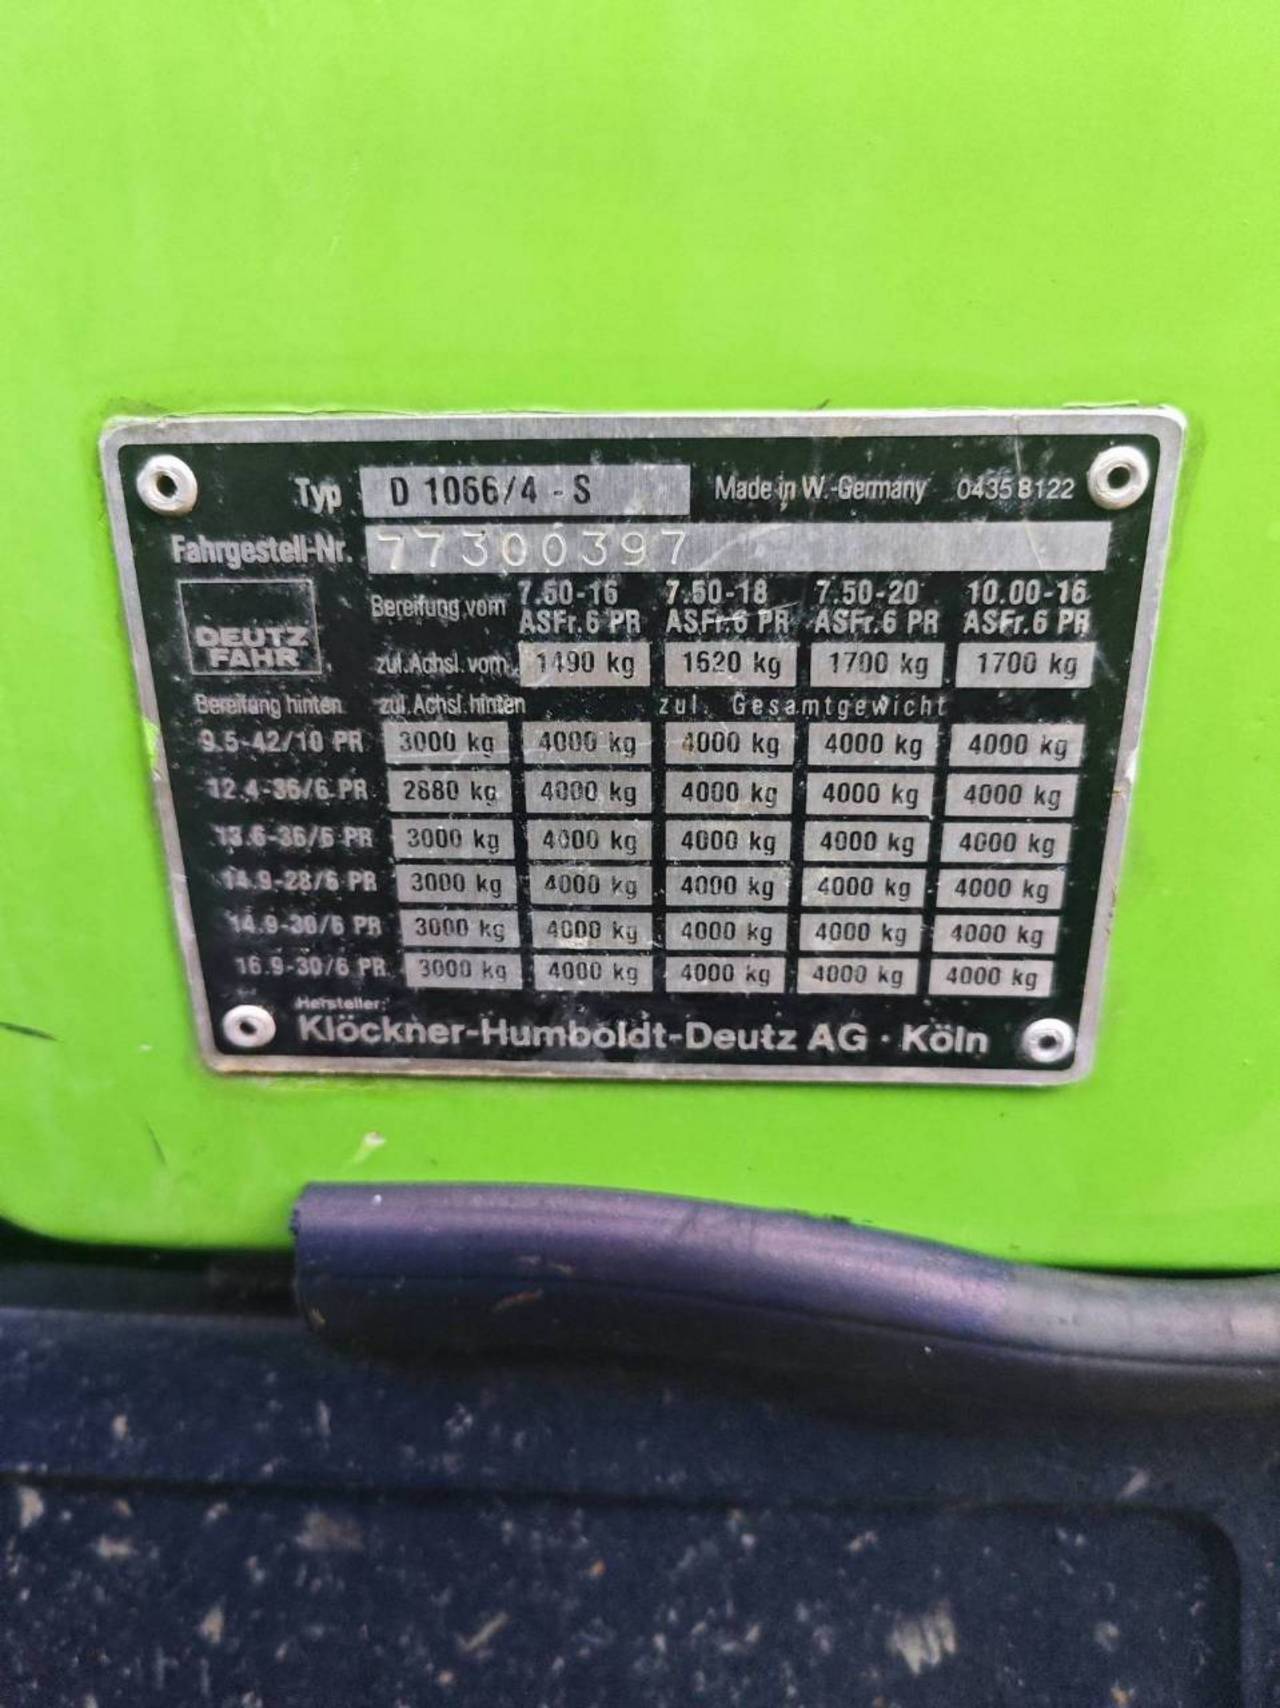 Typ D 1066/4 - S Made in W.-Germany 0435 8122
Fahrgestell-Nr. 77300397
DEUTZ
FAHR
Bereifung vorn 7.50-16 7.50-18 7.50-20 10.00-16
ASFr.6 PR ASFr.6 PR ASFr.6 PR ASFr.6 PR
zul.Achsl.vorn 1490 kg 1620 kg 1700 kg 1700 kg
Bereifung hinten zul.Achsl.hinten zul. Gesamtgewicht
9.5-42/10 PR 3000 kg 4000 kg 4000 kg 4000 kg 4000 kg
12.4-36/6 PR 2880 kg 4000 kg 4000 kg 4000 kg 4000 kg
13.6-36/6 PR 3000 kg 4000 kg 4000 kg 4000 kg 4000 kg
14.9-28/6 PR 3000 kg 4000 kg 4000 kg 4000 kg 4000 kg
14.9-30/6 PR 3000 kg 4000 kg 4000 kg 4000 kg 4000 kg
16.9-30/6 PR 3000 kg 4000 kg 4000 kg 4000 kg 4000 kg
Hersteller:
Klöckner-Humboldt-Deutz AG · Köln